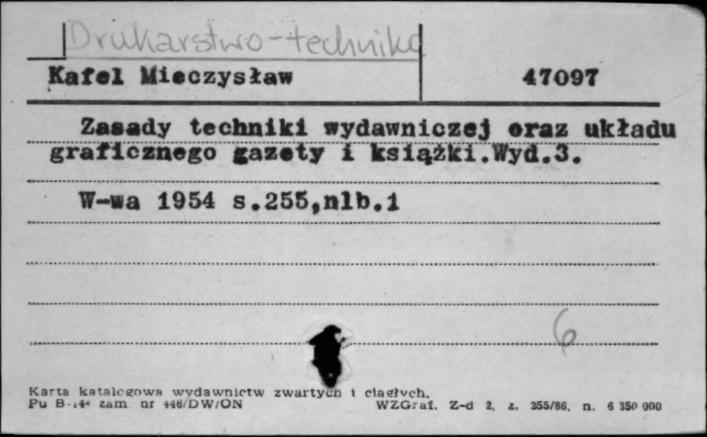 Drukarstwo-technika
Kafel Mieczysław 47097
Zasady techniki wydawniczej oraz układu
graficznego gazety i książki.Wyd.3.
W-wa 1954 s.255,nlb.1
6
Karta katalogowa wydawnictw zwartych i ciągłych.
Pu B-14 zam nr 446/DW/ON WZGraf. Z-d 2, z. 255/86. n. 6 350 000